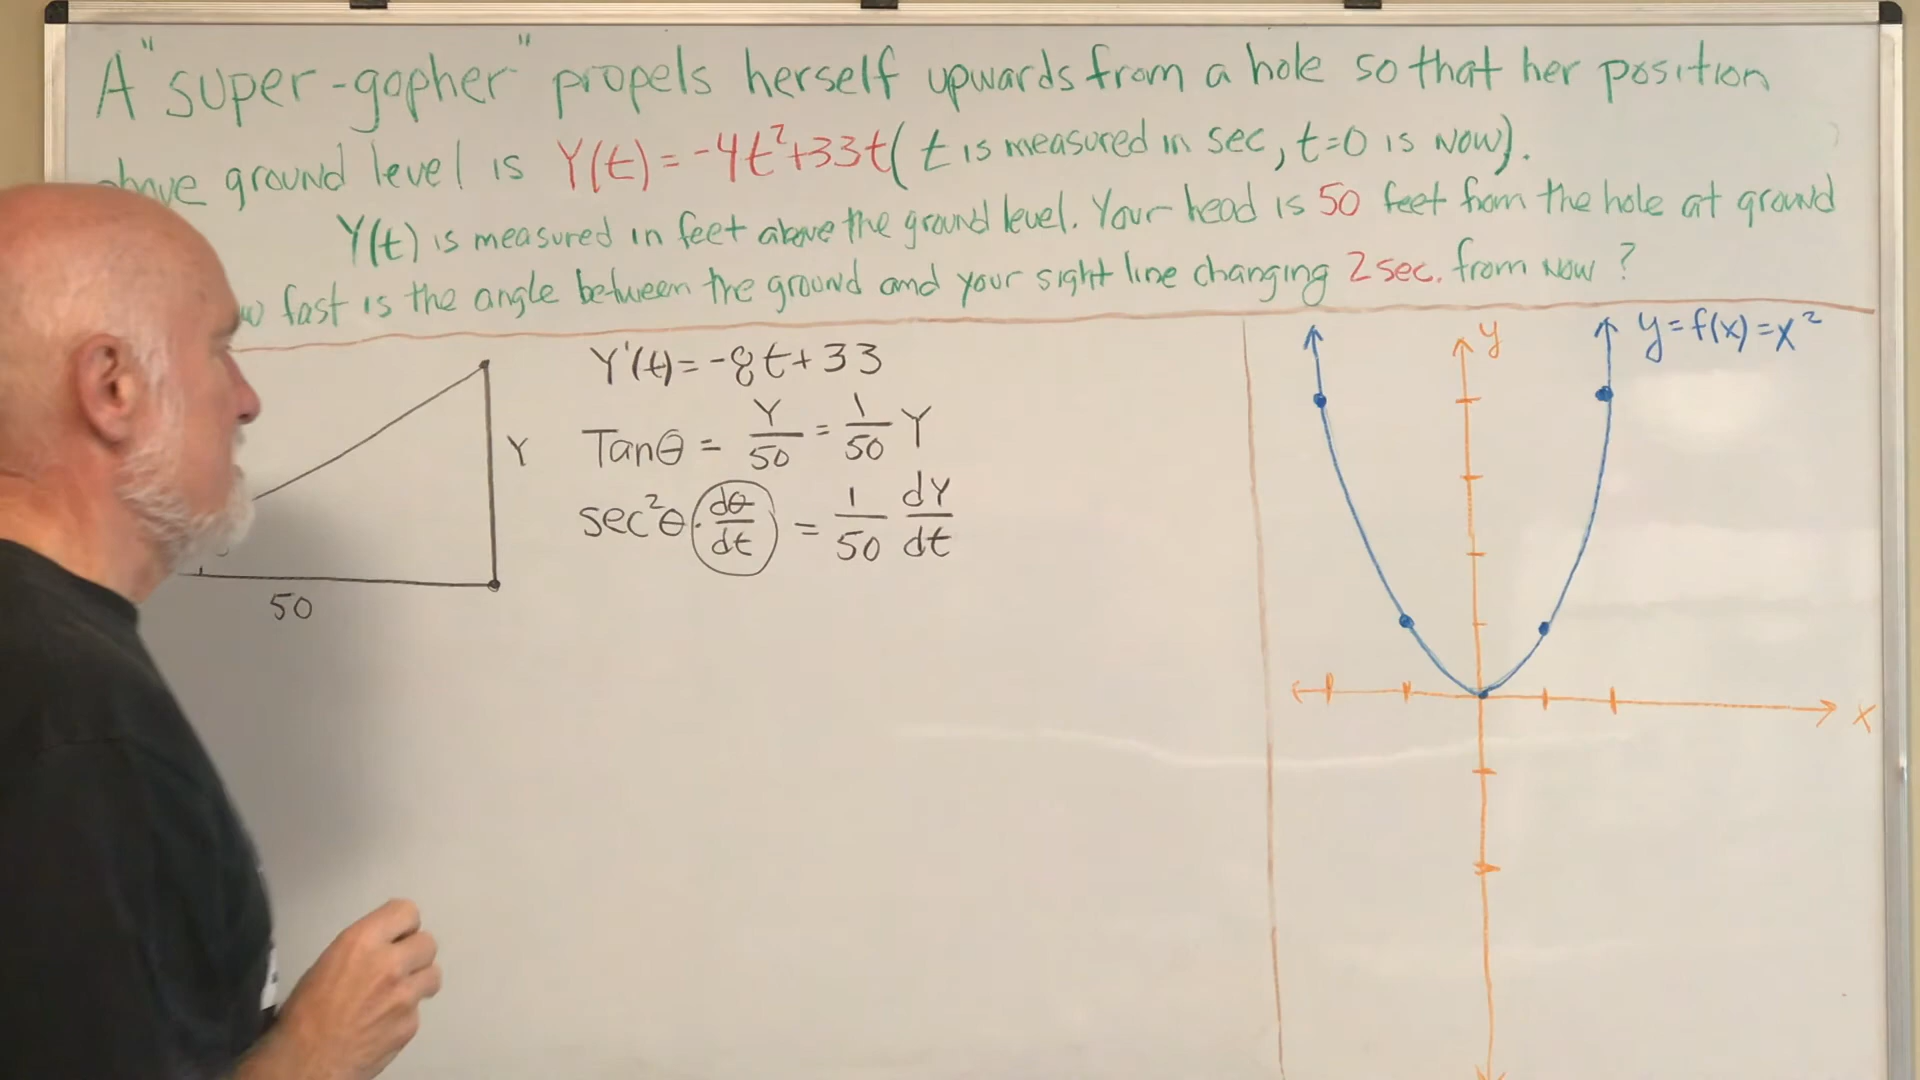 A "super-gopher" propels herself upwards from a hole so that her position
above ground level is Y(t) = -4t²+33t( t is measured in sec, t=0 is now).
Y(t) is measured in feet above the ground level. Your head is 50 feet from the hole at ground
fast is the angle between the ground and your sight line changing 2 sec. from now ?
Y'(t) = -8t+33
Tanθ = Y/50 = 1/50 Y
sec²θ · dθ/dt = 1/50 dY/dt
Y
50
y
y=f(x)=x²
x